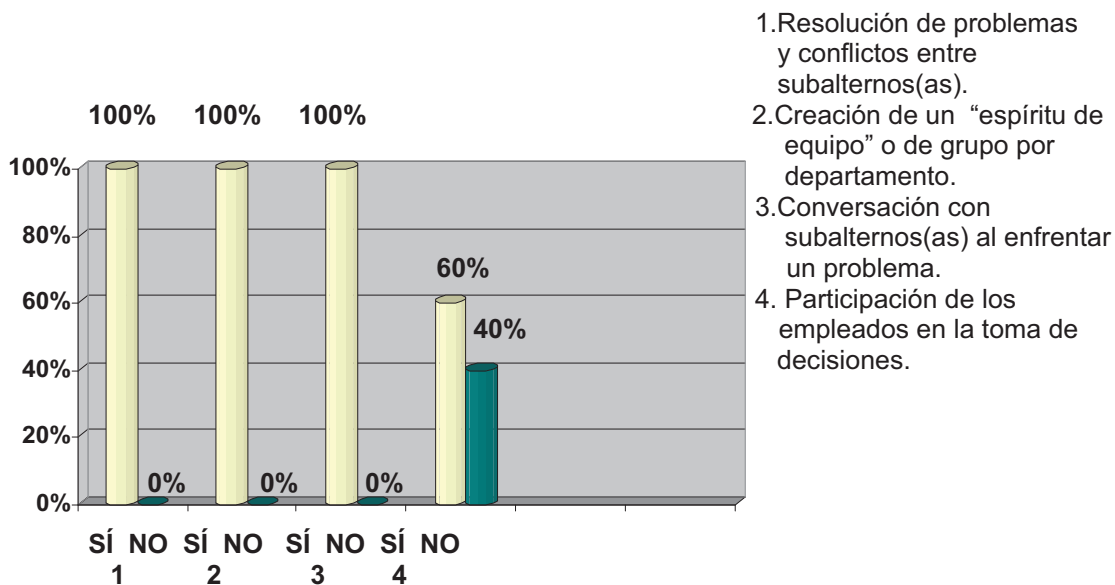 100% 100% 100%
100%
80%
60%
40%
20%
0%
0% 0% 0%
60%
40%
SÍ NO SÍ NO SÍ NO SÍ NO
1 2 3 4
1.Resolución de problemas
y conflictos entre
subalternos(as).
2.Creación de un “espíritu de
equipo” o de grupo por
departamento.
3.Conversación con
subalternos(as) al enfrentar
un problema.
4. Participación de los
empleados en la toma de
decisiones.